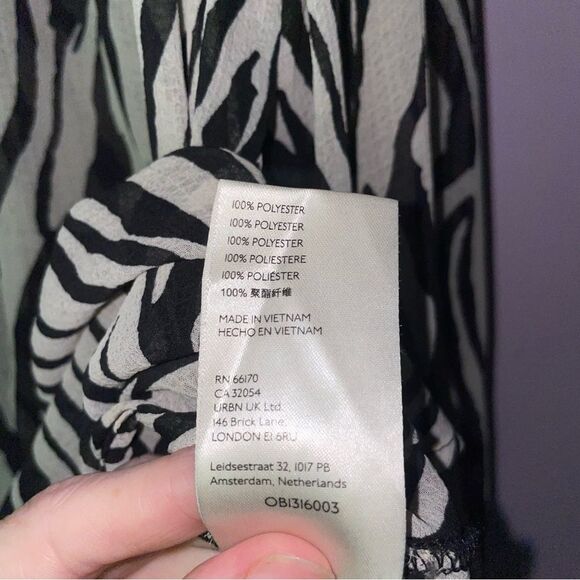 100% POLYESTER
100% POLYESTER
100% POLYESTER
100% POLIESTERE
100% POLIÉSTER
100% 聚酯纤维
MADE IN VIETNAM
HECHO EN VIETNAM
RN 66170
CA 32054
URBN UK Ltd.
146 Brick Lane,
LONDON E1 6RU
Leidsestraat 32, 1017 PB
Amsterdam, Netherlands
OB1316003